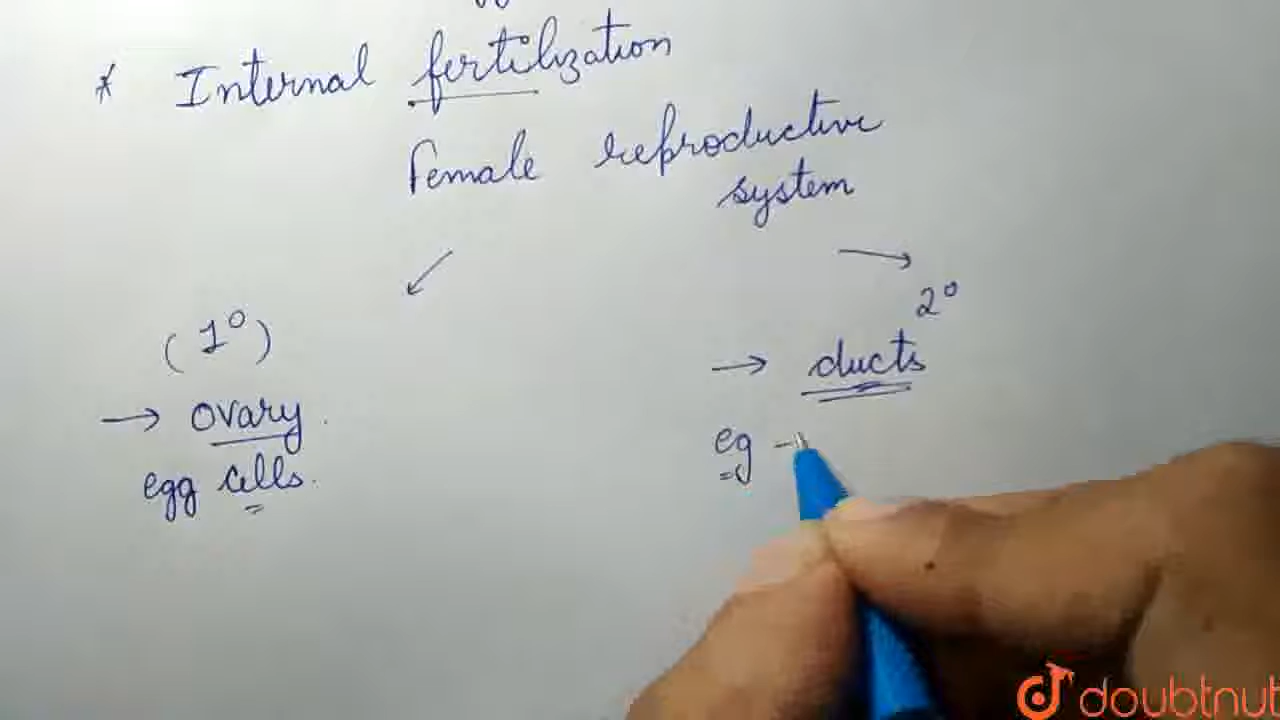 * Internal fertilization
Female reproductive
system
(1°)
→ ovary.
egg cells.
2°
→ ducts
eg -
doubtnut